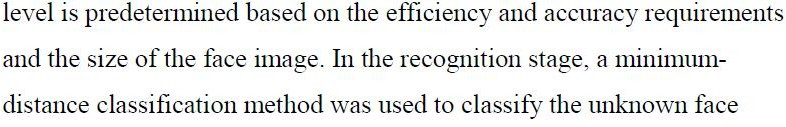 level is predetermined based on the efficiency and accuracy requirements
and the size of the face image. In the recognition stage, a minimum-
distance classification method was used to classify the unknown face